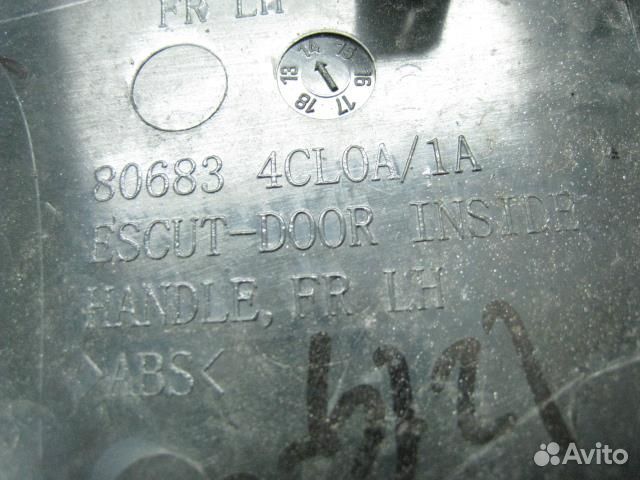 FR LH
13 14 15 16 17 18
80683 4CL0A/1A
ESCUT-DOOR INSIDE
HANDLE, FR LH
>ABS<
Avito